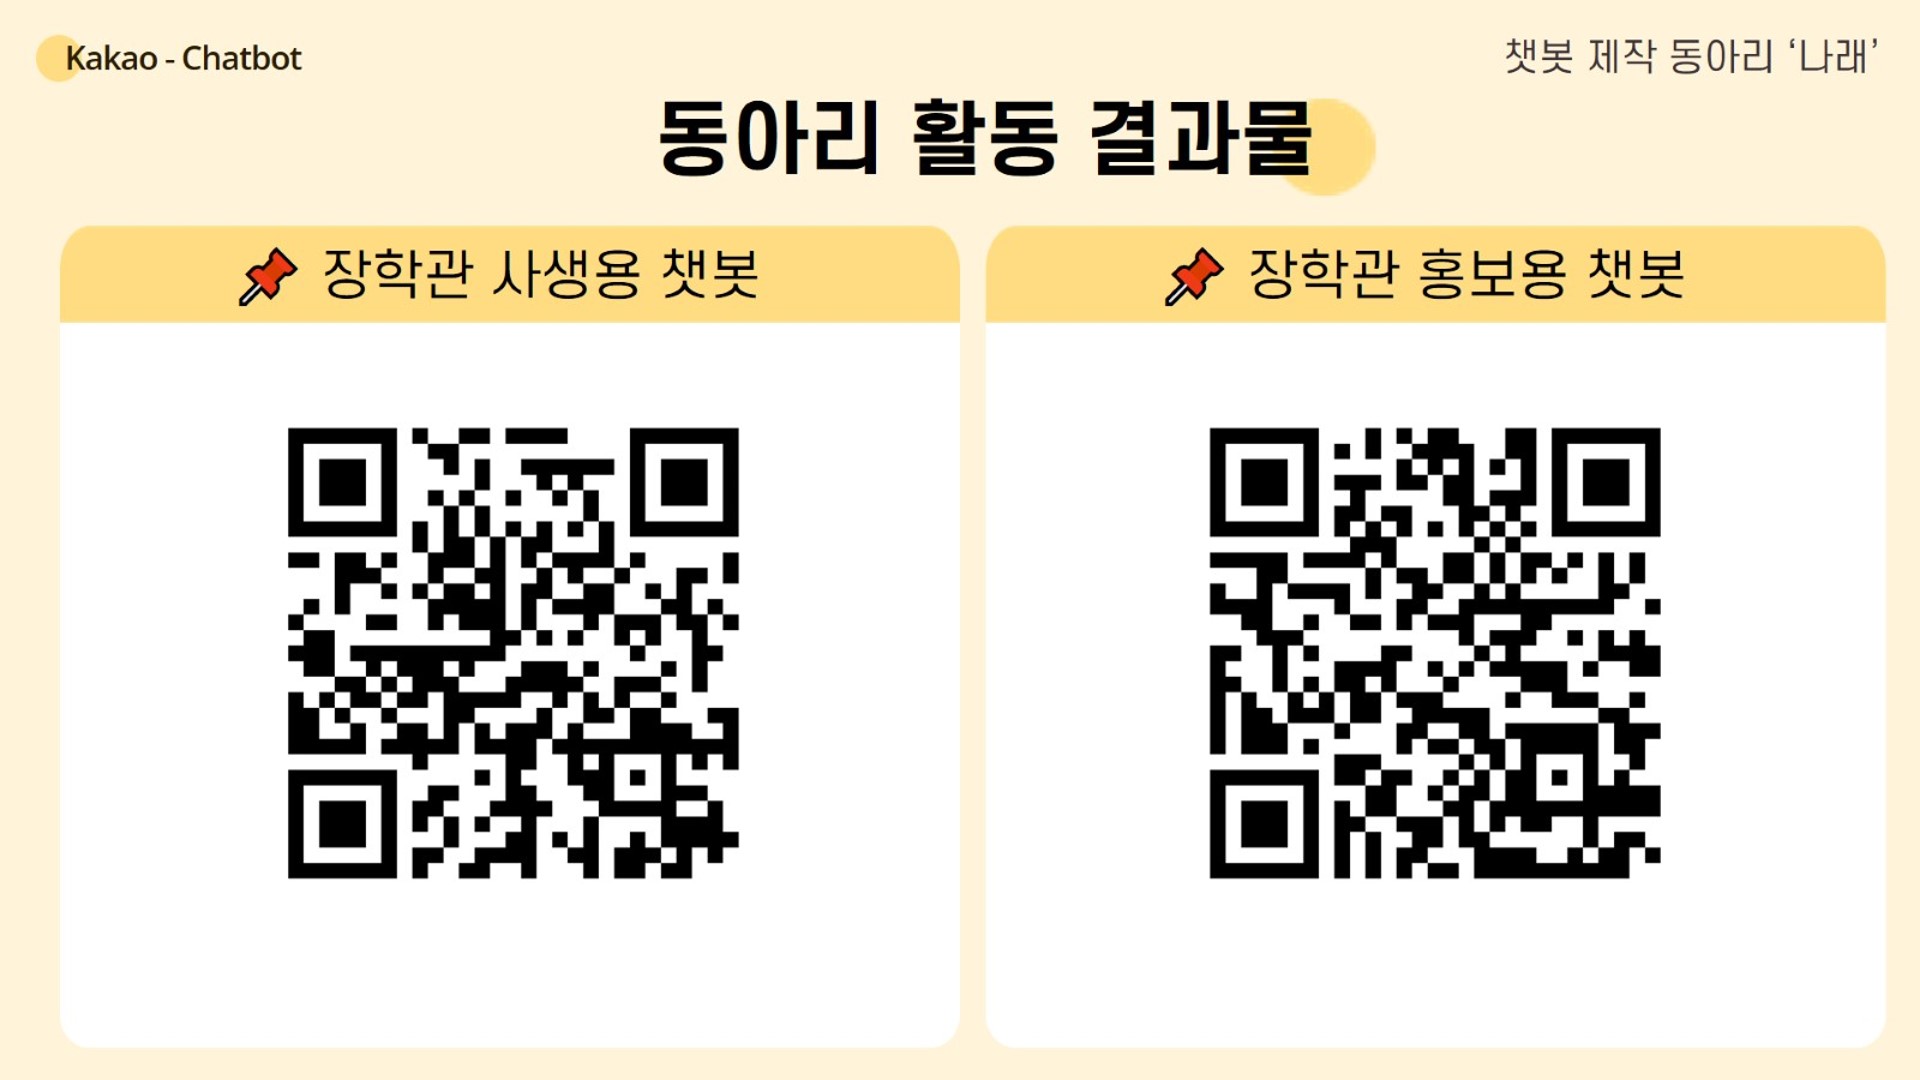 Kakao - Chatbot
챗봇 제작 동아리 ‘나래’
동아리 활동 결과물
장학관 사생용 챗봇
장학관 홍보용 챗봇